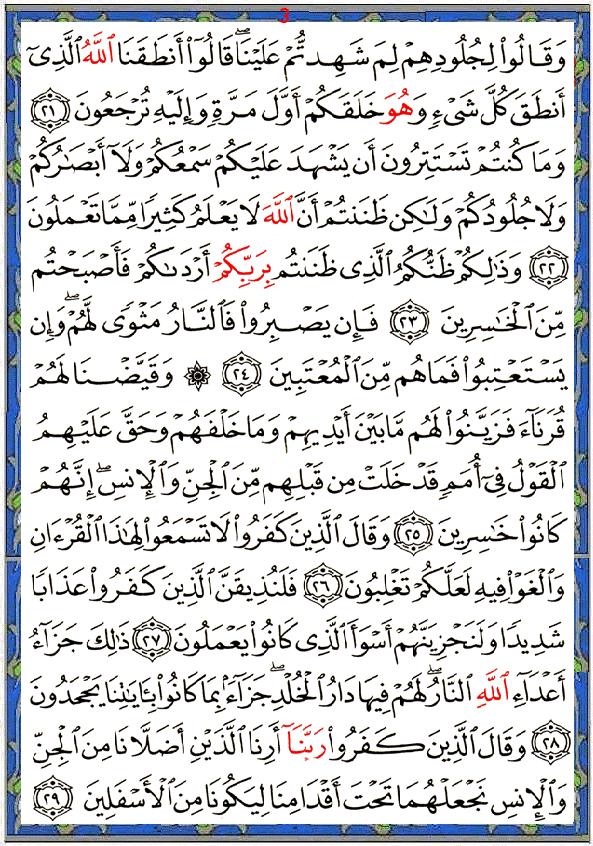 3
وَقَالُوا۟ لِجُلُودِهِمْ لِمَ شَهِدتُّمْ عَلَيْنَا ۖ قَالُوٓا۟ أَنطَقَنَا ٱللَّهُ ٱلَّذِىٓ
أَنطَقَ كُلَّ شَىْءٍ وَهُوَ خَلَقَكُمْ أَوَّلَ مَرَّةٍ وَإِلَيْهِ تُرْجَعُونَ ٢١
وَمَا كُنتُمْ تَسْتَتِرُونَ أَن يَشْهَدَ عَلَيْكُمْ سَمْعُكُمْ وَلَآ أَبْصَٰرُكُمْ
وَلَا جُلُودُكُمْ وَلَٰكِن ظَنَنتُمْ أَنَّ ٱللَّهَ لَا يَعْلَمُ كَثِيرًا مِّمَّا تَعْمَلُونَ
٢٢ وَذَٰلِكُمْ ظَنُّكُمُ ٱلَّذِى ظَنَنتُم بِرَبِّكُمْ أَرْدَىٰكُمْ فَأَصْبَحْتُم
مِّنَ ٱلْخَٰسِرِينَ ٢٣ فَإِن يَصْبِرُوا۟ فَٱلنَّارُ مَثْوًى لَّهُمْ ۖ وَإِن
يَسْتَعْتِبُوا۟ فَمَا هُم مِّنَ ٱلْمُعْتَبِينَ ٢٤ ۞ وَقَيَّضْنَا لَهُمْ
قُرَنَآءَ فَزَيَّنُوا۟ لَهُم مَّا بَيْنَ أَيْدِيهِمْ وَمَا خَلْفَهُمْ وَحَقَّ عَلَيْهِمُ
ٱلْقَوْلُ فِىٓ أُمَمٍ قَدْ خَلَتْ مِن قَبْلِهِم مِّنَ ٱلْجِنِّ وَٱلْإِنسِ ۖ إِنَّهُمْ
كَانُوا۟ خَٰسِرِينَ ٢٥ وَقَالَ ٱلَّذِينَ كَفَرُوا۟ لَا تَسْمَعُوا۟ لِهَٰذَا ٱلْقُرْءَانِ
وَٱلْغَوْا۟ فِيهِ لَعَلَّكُمْ تَغْلِبُونَ ٢٦ فَلَنُذِيقَنَّ ٱلَّذِينَ كَفَرُوا۟ عَذَابًا
شَدِيدًا وَلَنَجْزِيَنَّهُمْ أَسْوَأَ ٱلَّذِى كَانُوا۟ يَعْمَلُونَ ٢٧ ذَٰلِكَ جَزَآءُ
أَعْدَآءِ ٱللَّهِ ٱلنَّارُ ۖ لَهُمْ فِيهَا دَارُ ٱلْخُلْدِ ۖ جَزَآءًۢ بِمَا كَانُوا۟ بِـَٔايَٰتِنَا يَجْحَدُونَ
٢٨ وَقَالَ ٱلَّذِينَ كَفَرُوا۟ رَبَّنَآ أَرِنَا ٱلَّذَيْنِ أَضَلَّانَا مِنَ ٱلْجِنِّ
وَٱلْإِنسِ نَجْعَلْهُمَا تَحْتَ أَقْدَامِنَا لِيَكُونَا مِنَ ٱلْأَسْفَلِينَ ٢٩